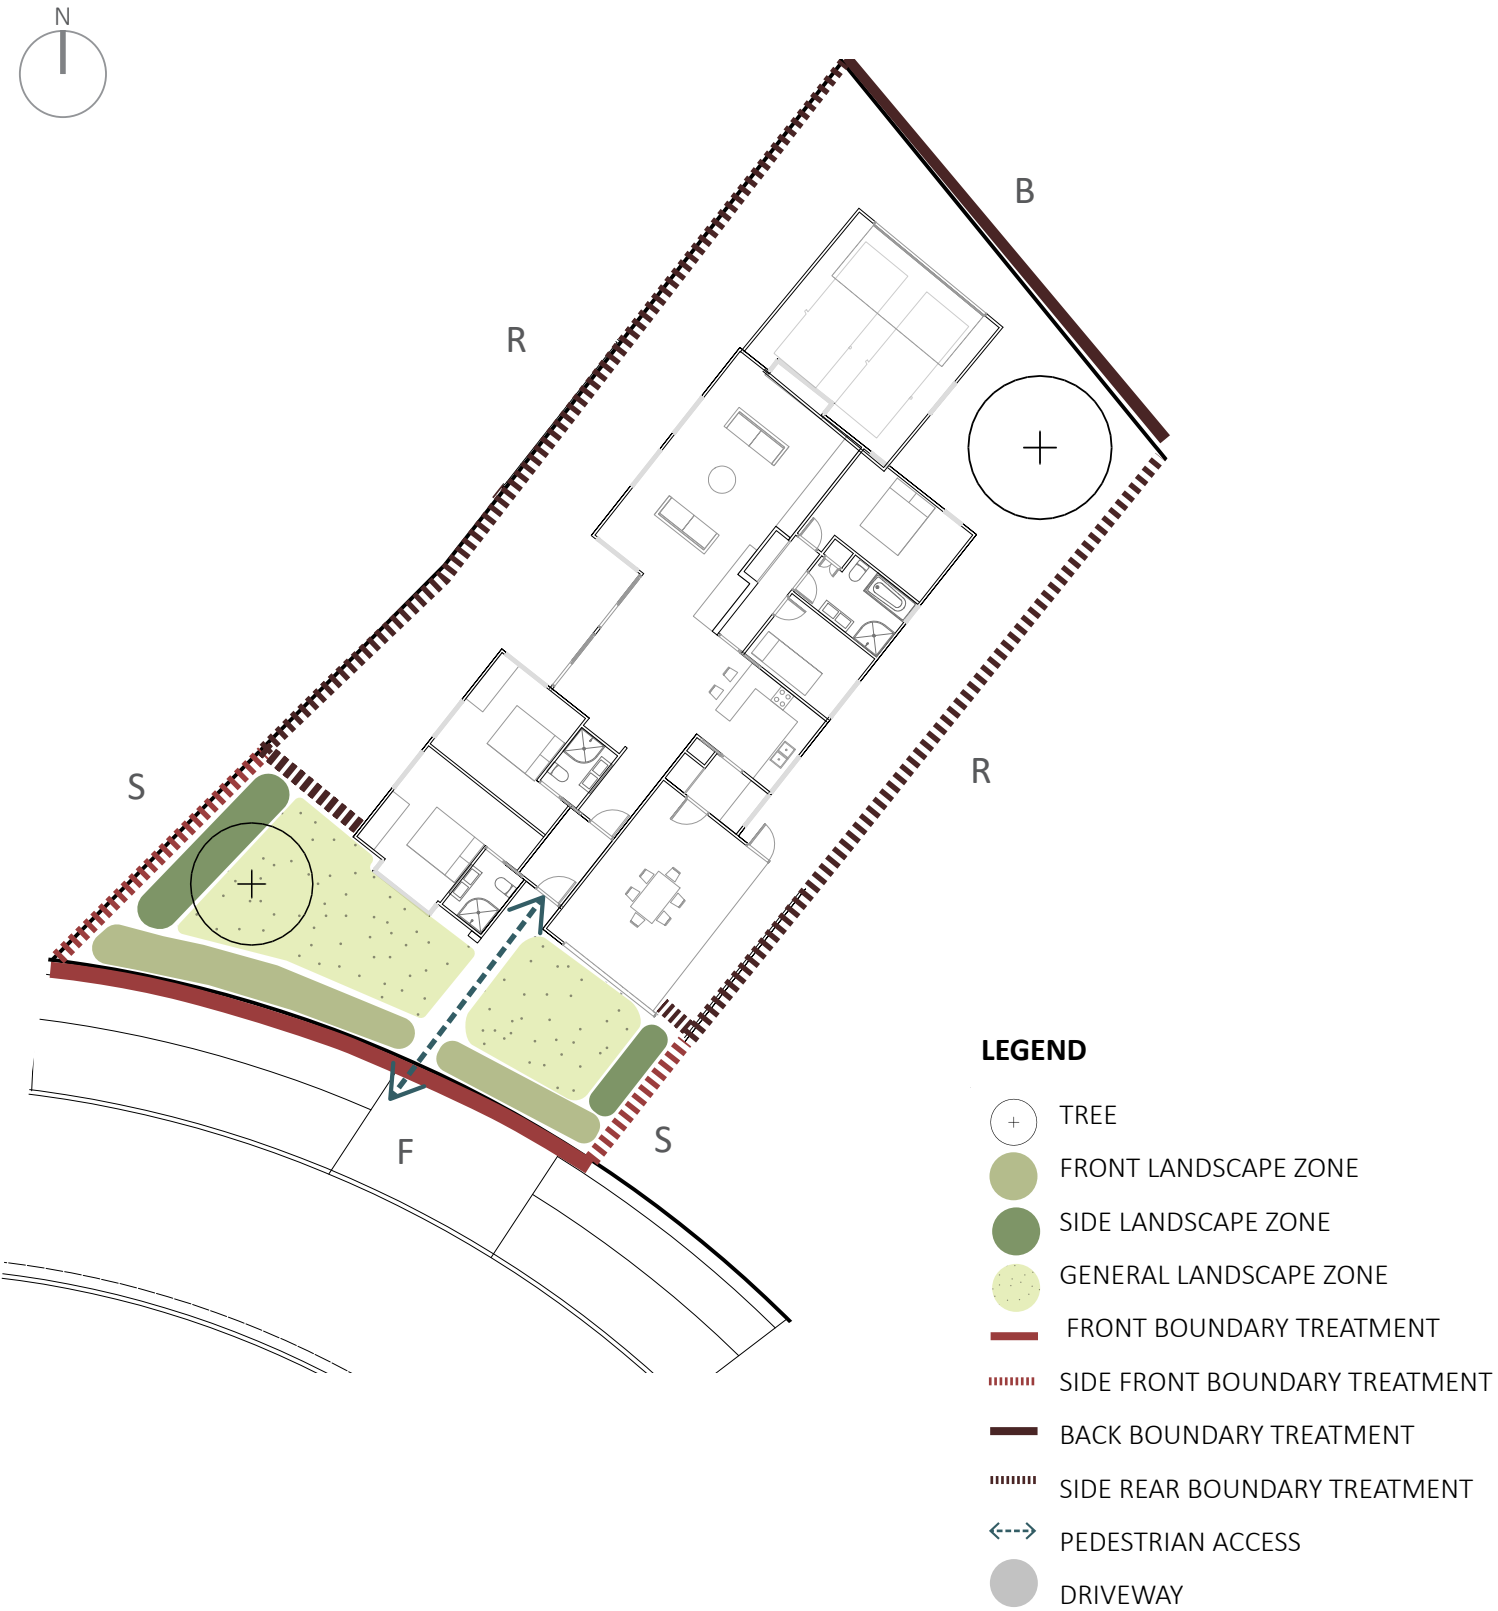 N
B
R
S
R
F
S
LEGEND
TREE
FRONT LANDSCAPE ZONE
SIDE LANDSCAPE ZONE
GENERAL LANDSCAPE ZONE
FRONT BOUNDARY TREATMENT
SIDE FRONT BOUNDARY TREATMENT
BACK BOUNDARY TREATMENT
SIDE REAR BOUNDARY TREATMENT
PEDESTRIAN ACCESS
DRIVEWAY